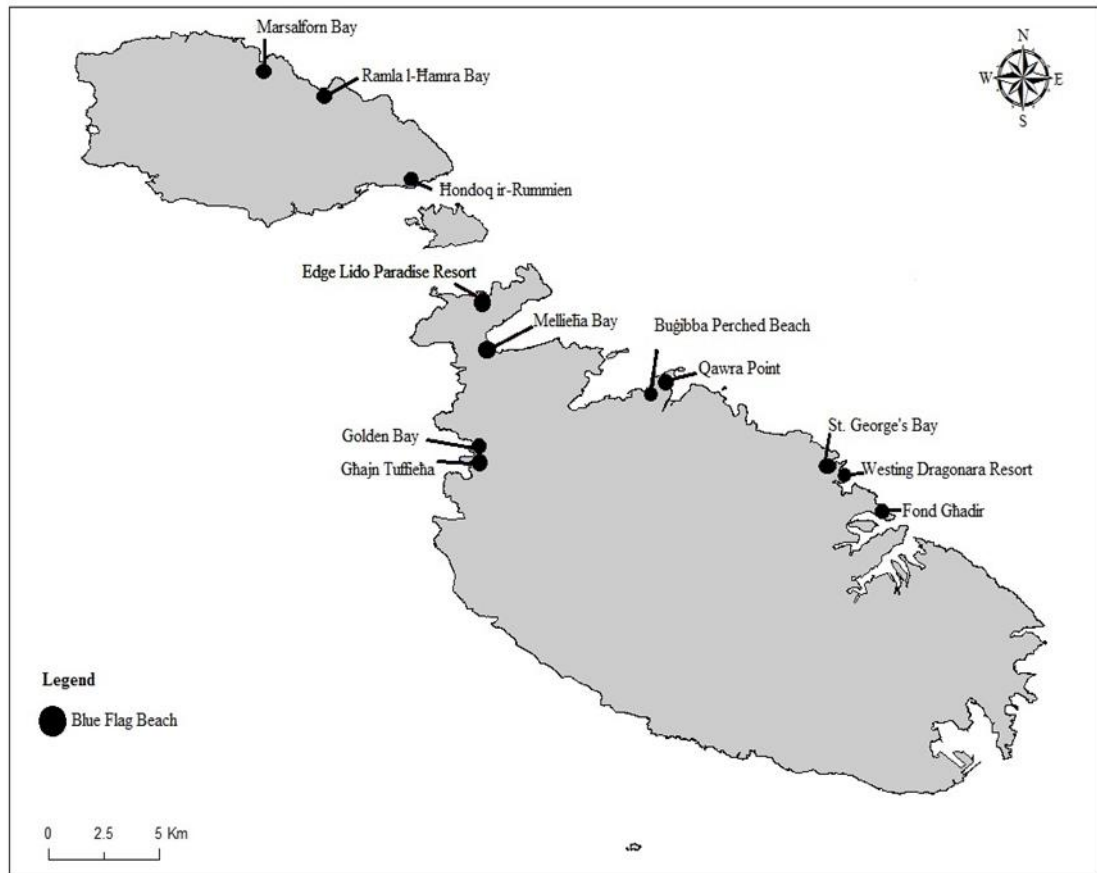 Marsalforn Bay
N
Ramla l-Ħamra Bay
W
E
S
Ħondoq ir-Rummien
Edge Lido Paradise Resort
Mellieħa Bay
Buġibba Perched Beach
Qawra Point
Golden Bay
St. George's Bay
Għajn Tuffieħa
Westing Dragonara Resort
Fond Għadir
Legend
Blue Flag Beach
0 2.5 5 Km